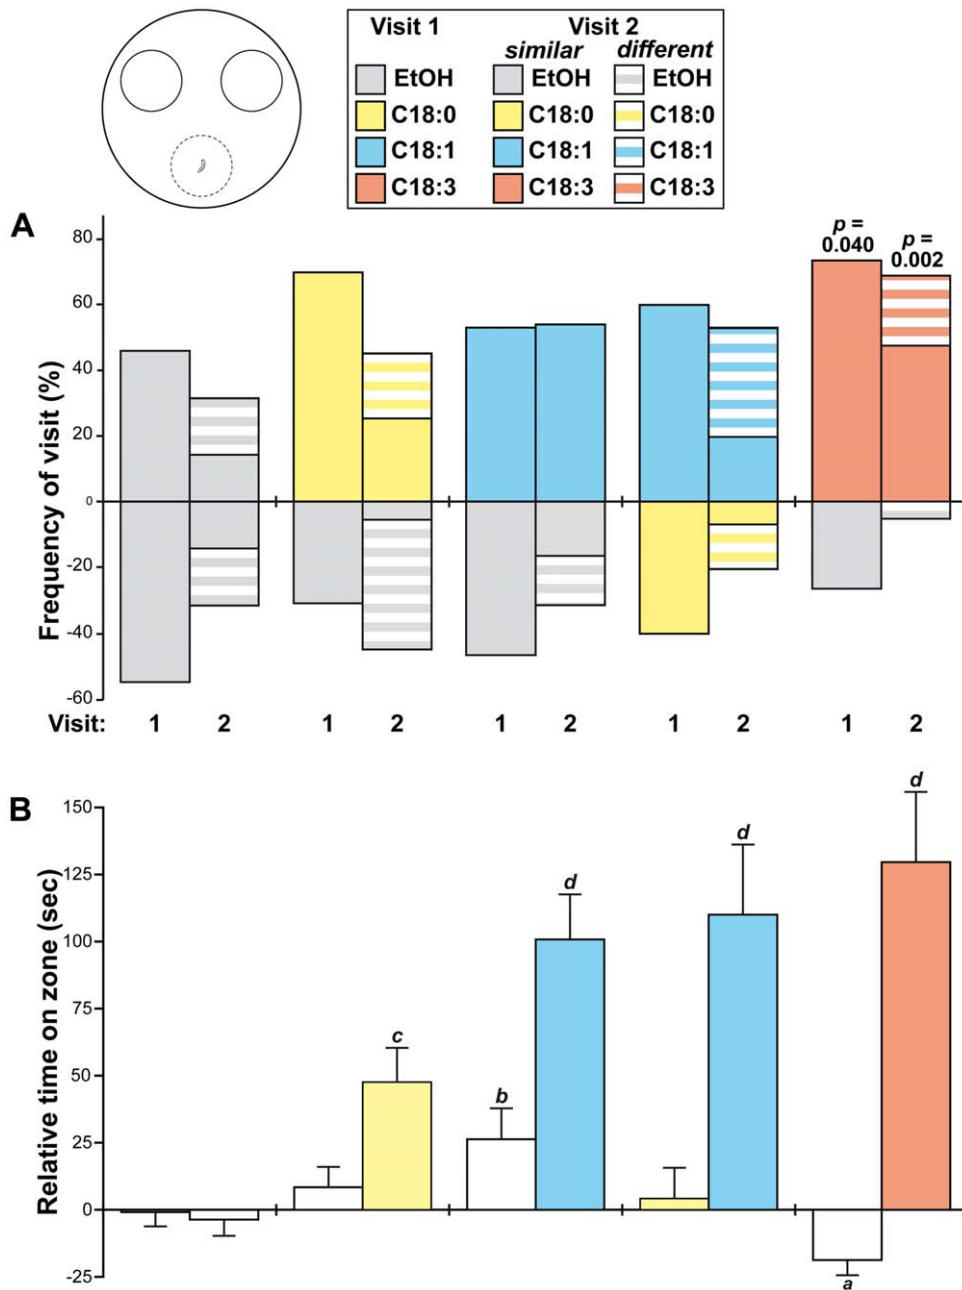 Visit 1 Visit 2
similar different
EtOH EtOH EtOH
C18:0 C18:0 C18:0
C18:1 C18:1 C18:1
C18:3 C18:3 C18:3
A
Frequency of visit (%)
80
60
40
20
0
-20
-40
-60
p = 0.040
p = 0.002
Visit: 1 2 1 2 1 2 1 2 1 2
B
Relative time on zone (sec)
150
125
100
75
50
25
0
-25
c
b
d
d
a
d